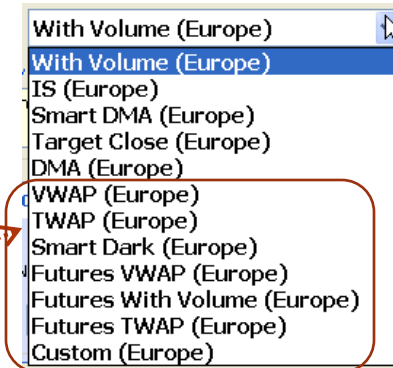 With Volume (Europe)
With Volume (Europe)
IS (Europe)
Smart DMA (Europe)
Target Close (Europe)
DMA (Europe)
VWAP (Europe)
TWAP (Europe)
Smart Dark (Europe)
Futures VWAP (Europe)
Futures With Volume (Europe)
Futures TWAP (Europe)
Custom (Europe)